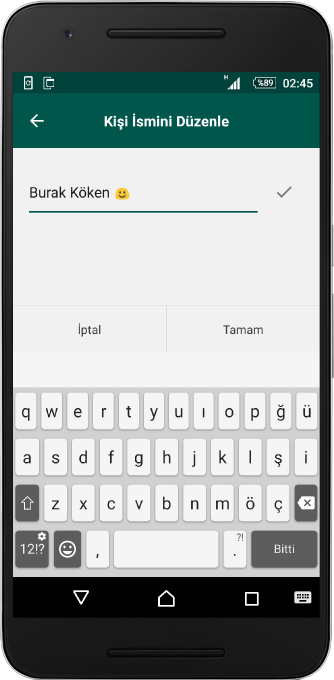 H %89 02:45
Kişi İsmini Düzenle
Burak Köken 😃
İptal Tamam
q w e r t y u ı o p ğ ü
a s d f g h j k l ş i
z x c v b n m ö ç
12!? , . ?! Bitti